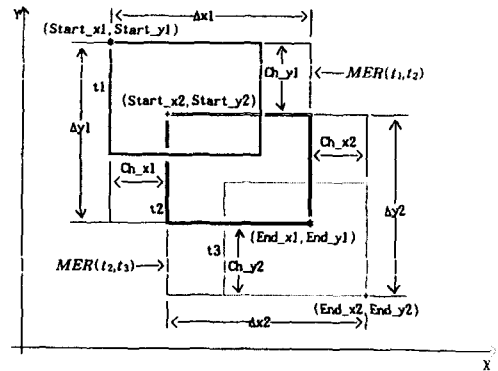 Y
Δx1
(Start_x1,Start_y1)
Ch_y1
MER(t₁,t₂)
t1
(Start_x2,Start_y2)
Δy1
Ch_x2
Ch_x1
Δy2
t2
(End_x1,End_y1)
t3
MER(t₂,t₃)
Ch_y2
(End_x2,End_y2)
Δx2
X